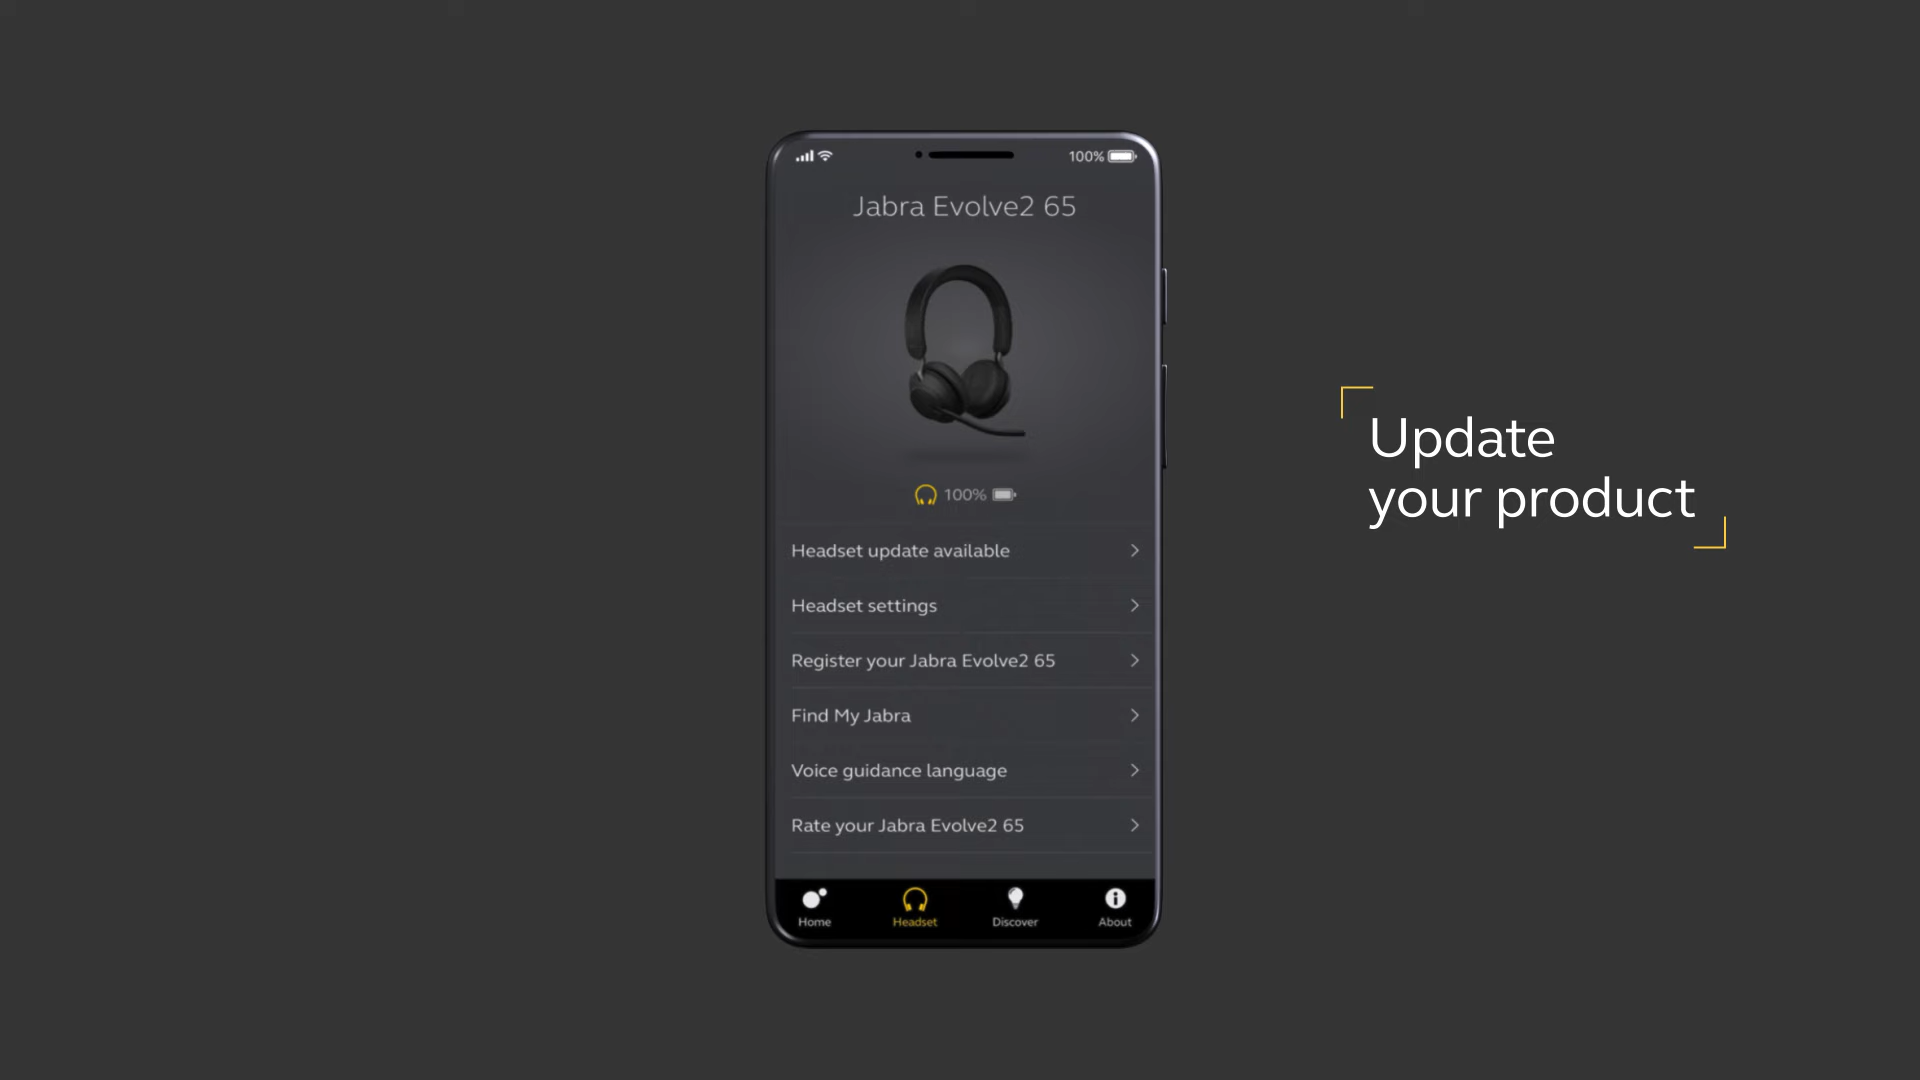 100%
Jabra Evolve2 65
100%
Headset update available
Headset settings
Register your Jabra Evolve2 65
Find My Jabra
Voice guidance language
Rate your Jabra Evolve2 65
Home
Headset
Discover
About
Update
your product